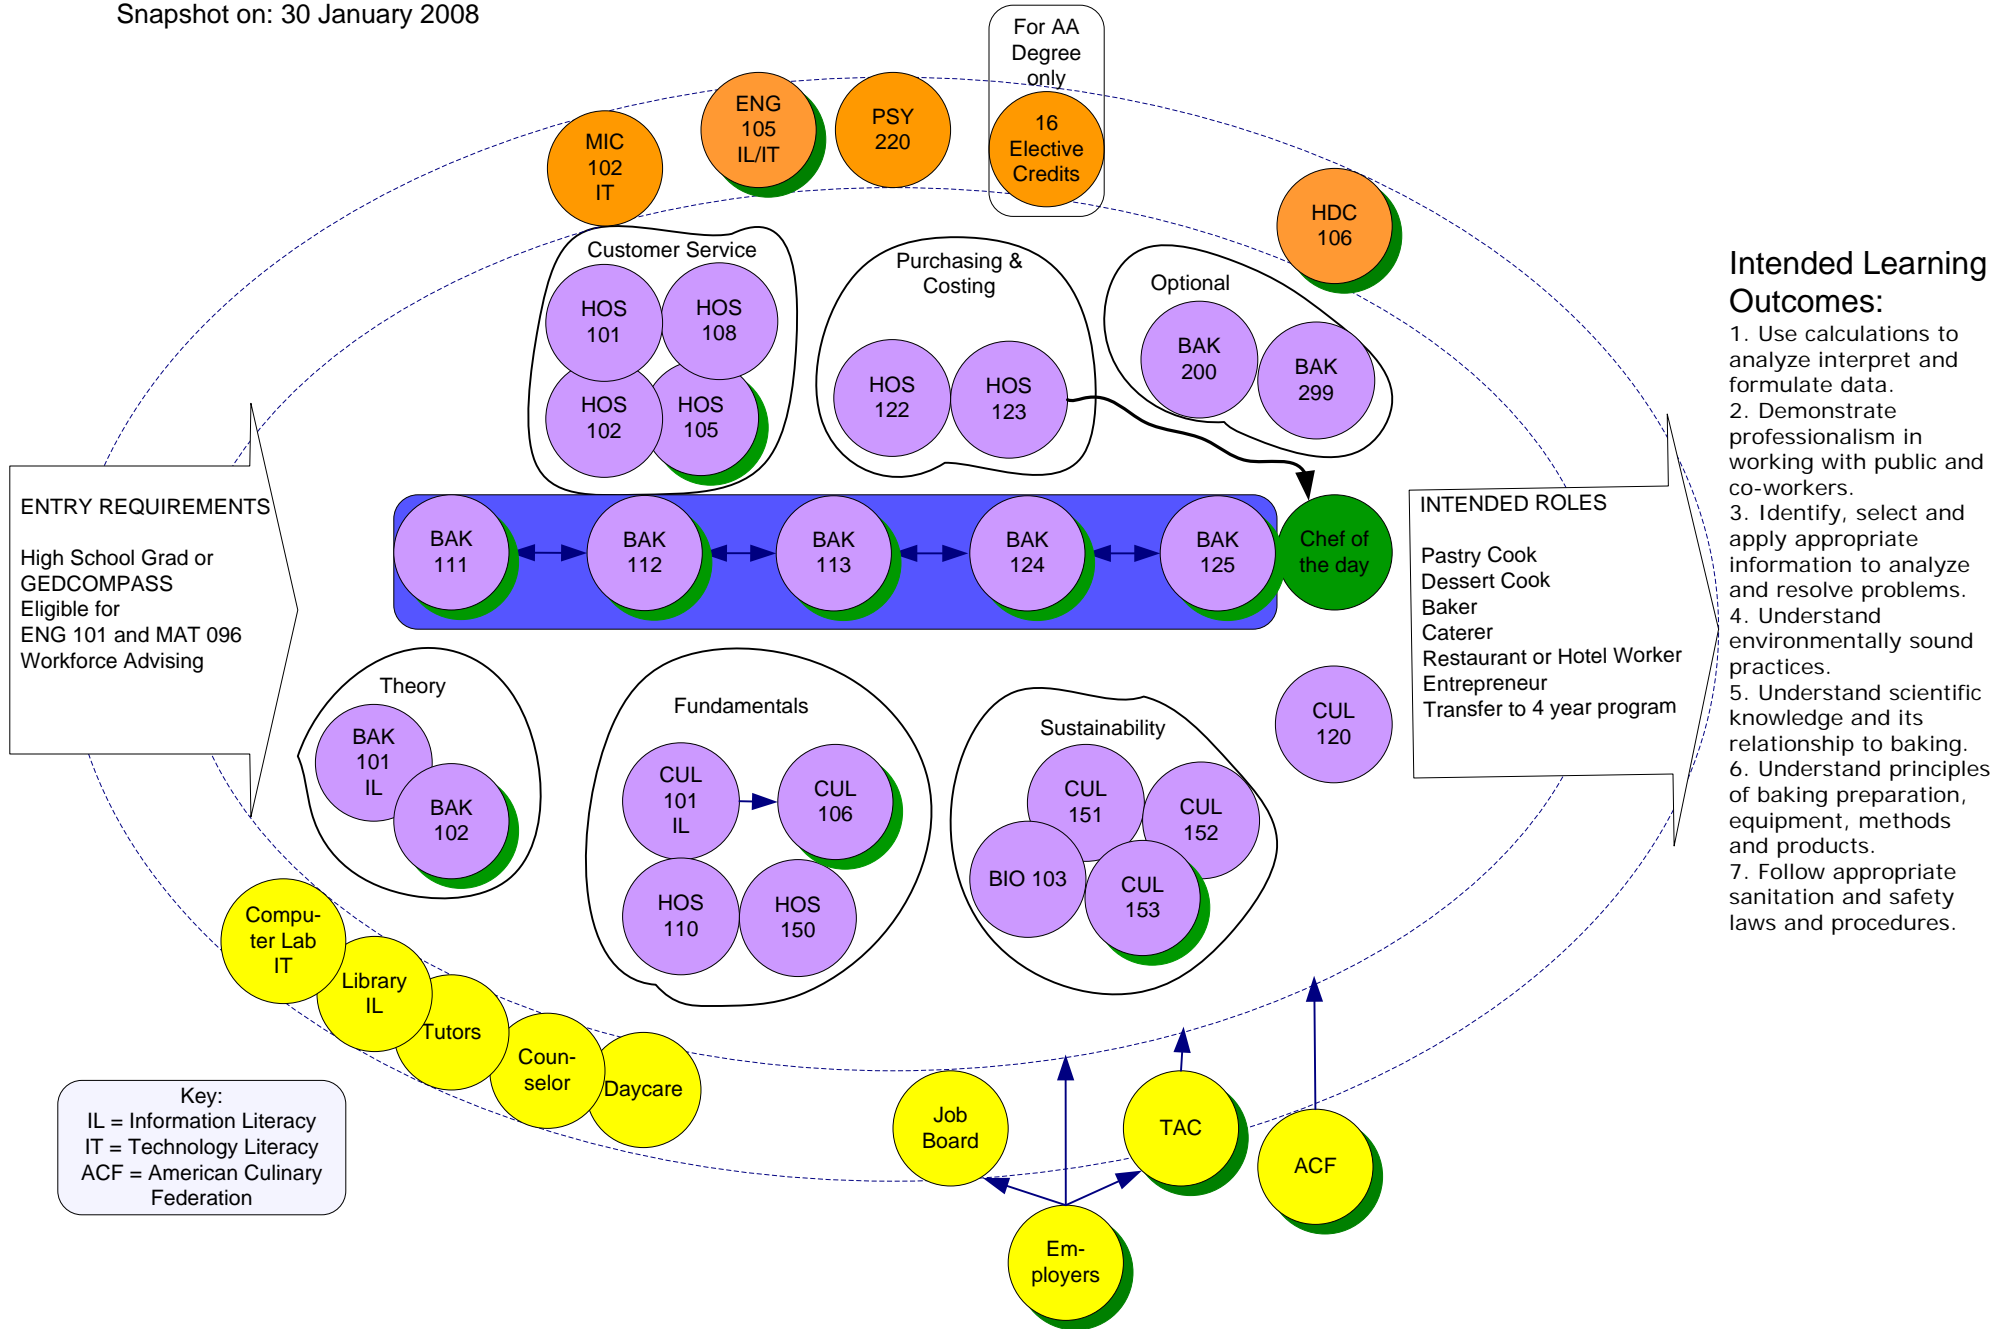 Snapshot on: 30 January 2008
For AA
Degree
only
16
Elective
Credits
MIC
102
IT
ENG
105
IL/IT
PSY
220
HDC
106
Customer Service
HOS
101
HOS
108
HOS
102
HOS
105
Purchasing &
Costing
HOS
122
HOS
123
Optional
BAK
200
BAK
299
ENTRY REQUIREMENTS
High School Grad or
GEDCOMPASS
Eligible for
ENG 101 and MAT 096
Workforce Advising
BAK
111
BAK
112
BAK
113
BAK
124
BAK
125
Chef of
the day
INTENDED ROLES
Pastry Cook
Dessert Cook
Baker
Caterer
Restaurant or Hotel Worker
Entrepreneur
Transfer to 4 year program
Intended Learning
Outcomes:
1. Use calculations to
analyze interpret and
formulate data.
2. Demonstrate
professionalism in
working with public and
co-workers.
3. Identify, select and
apply appropriate
information to analyze
and resolve problems.
4. Understand
environmentally sound
practices.
5. Understand scientific
knowledge and its
relationship to baking.
6. Understand principles
of baking preparation,
equipment, methods
and products.
7. Follow appropriate
sanitation and safety
laws and procedures.
Theory
BAK
101
IL
BAK
102
Fundamentals
CUL
101
IL
CUL
106
HOS
110
HOS
150
Sustainability
CUL
151
CUL
152
BIO 103
CUL
153
CUL
120
Compu-
ter Lab
IT
Library
IL
Tutors
Coun-
selor
Daycare
Job
Board
TAC
ACF
Em-
ployers
Key:
IL = Information Literacy
IT = Technology Literacy
ACF = American Culinary
Federation